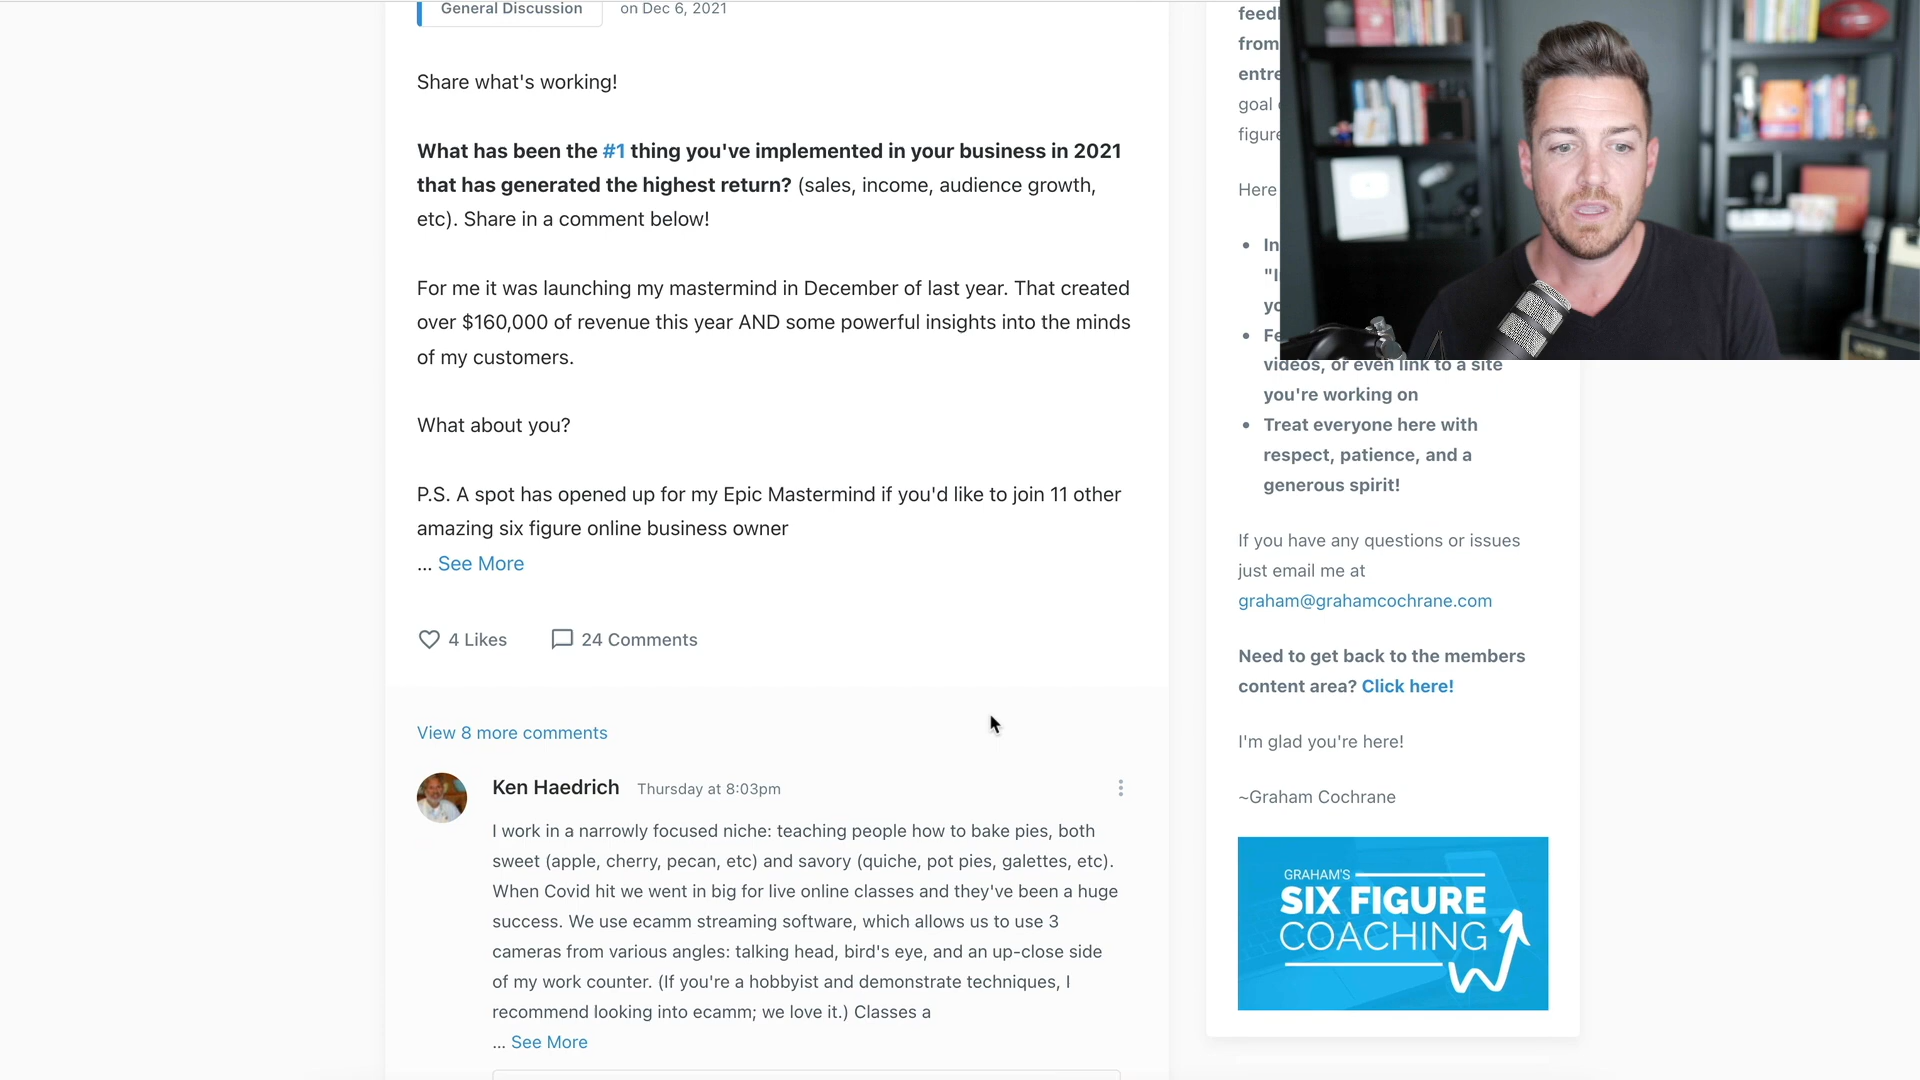 General Discussion on Dec 6, 2021
Share what's working!
What has been the #1 thing you've implemented in your business in 2021
that has generated the highest return? (sales, income, audience growth,
etc). Share in a comment below!
For me it was launching my mastermind in December of last year. That created
over $160,000 of revenue this year AND some powerful insights into the minds
of my customers.
What about you?
P.S. A spot has opened up for my Epic Mastermind if you'd like to join 11 other
amazing six figure online business owner
... See More
4 Likes 24 Comments
View 8 more comments
Ken Haedrich Thursday at 8:03pm
I work in a narrowly focused niche: teaching people how to bake pies, both
sweet (apple, cherry, pecan, etc) and savory (quiche, pot pies, galettes, etc).
When Covid hit we went in big for live online classes and they've been a huge
success. We use ecamm streaming software, which allows us to use 3
cameras from various angles: talking head, bird's eye, and an up-close side
of my work counter. (If you're a hobbyist and demonstrate techniques, I
recommend looking into ecamm; we love it.) Classes a
... See More
from
goal
Here
videos, or even link to a site
you're working on
• Treat everyone here with
respect, patience, and a
generous spirit!
If you have any questions or issues
just email me at
graham@grahamcochrane.com
Need to get back to the members
content area? Click here!
I'm glad you're here!
~Graham Cochrane
GRAHAM'S
SIX FIGURE
COACHING